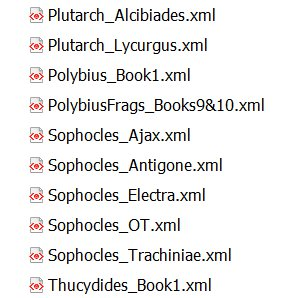 Plutarch_Alcibiades.xml
Plutarch_Lycurgus.xml
Polybius_Book1.xml
PolybiusFrags_Books9&10.xml
Sophocles_Ajax.xml
Sophocles_Antigone.xml
Sophocles_Electra.xml
Sophocles_OT.xml
Sophocles_Trachiniae.xml
Thucydides_Book1.xml